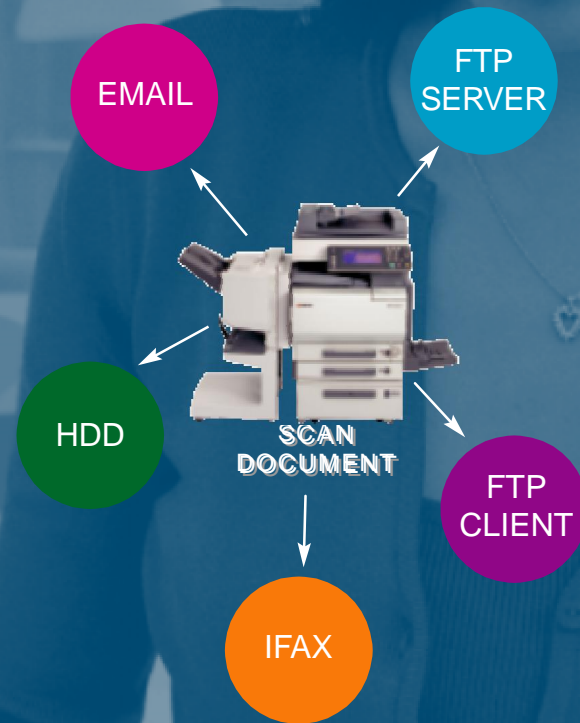 EMAIL
FTP
SERVER
HDD
SCAN
DOCUMENT
FTP
CLIENT
IFAX